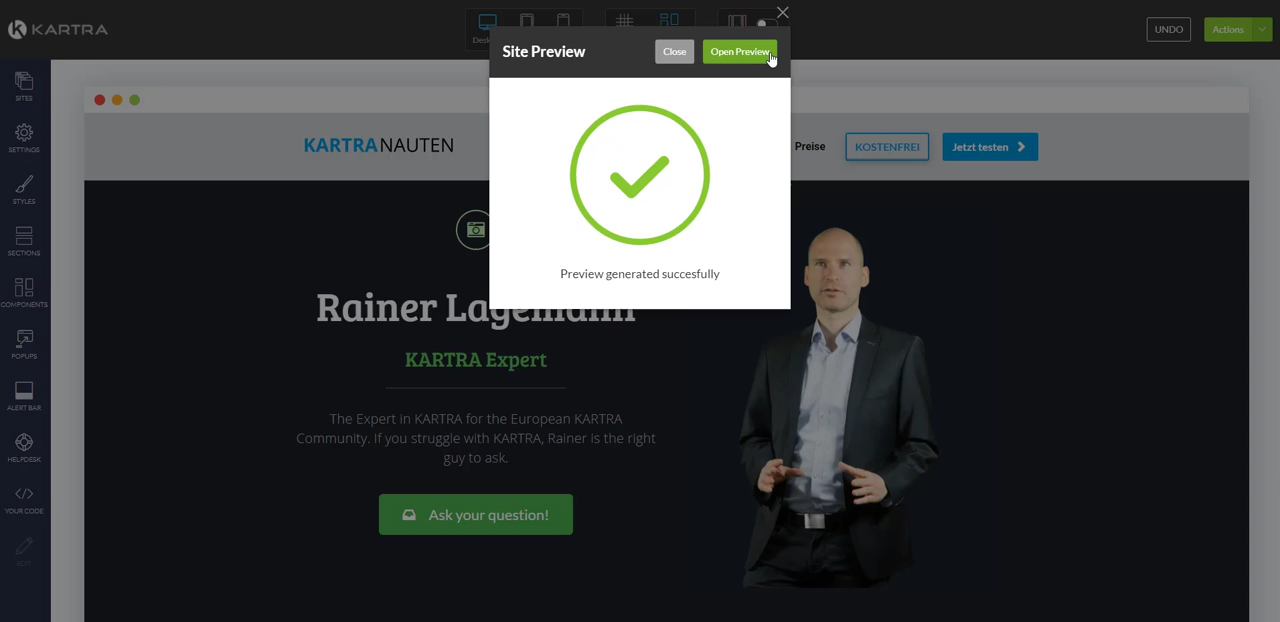 KARTRA
Desk
UNDO
Actions
Site Preview
Close
Open Preview
SITES
SETTINGS
STYLES
SECTIONS
COMPONENTS
POPUPS
ALERT BAR
HELPDESK
YOUR CODE
EDIT
KARTRANAUTEN
Preise
KOSTENFREI
Jetzt testen
Preview generated succesfully
Rainer Lagemann
KARTRA Expert
The Expert in KARTRA for the European KARTRA
Community. If you struggle with KARTRA, Rainer is the right
guy to ask.
Ask your question!